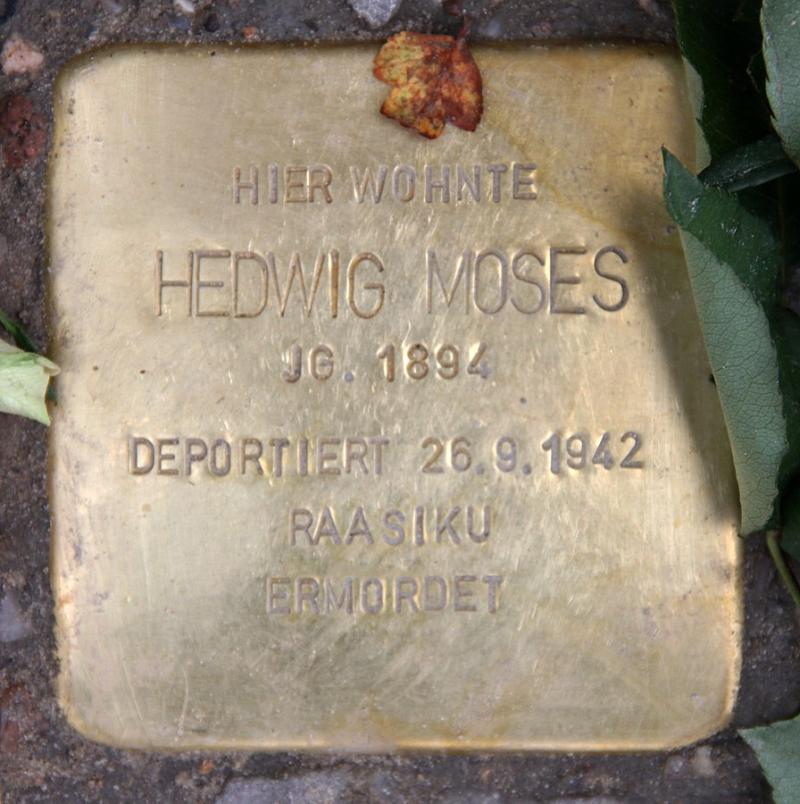 HIER WOHNTE
HEDWIG MOSES
JG. 1894
DEPORTIERT 26.9.1942
RAASIKU
ERMORDET